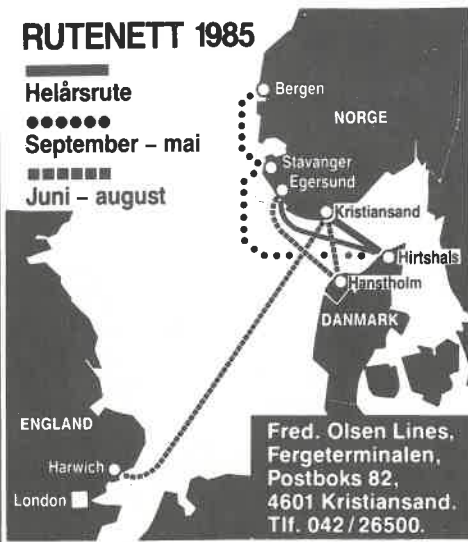 RUTENETT 1985
Helårsrute
September – mai
Juni – august
Bergen
NORGE
Stavanger
Egersund
Kristiansand
Hirtshals
Hanstholm
DANMARK
ENGLAND
Harwich
London
Fred. Olsen Lines,
Fergeterminalen,
Postboks 82,
4601 Kristiansand.
Tlf. 042/26500.